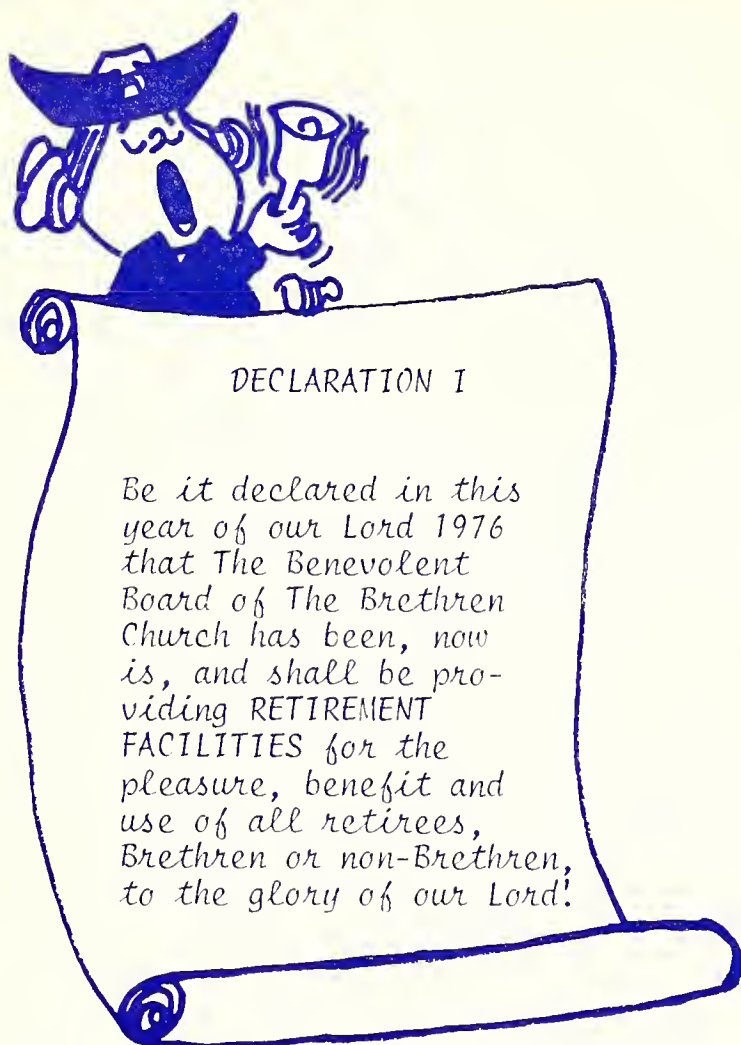 DECLARATION I
Be it declared in this
year of our Lord 1976
that The Benevolent
Board of The Brethren
Church has been, now
is, and shall be pro-
viding RETIREMENT
FACILITIES for the
pleasure, benefit and
use of all retirees,
Brethren or non-Brethren,
to the glory of our Lord!